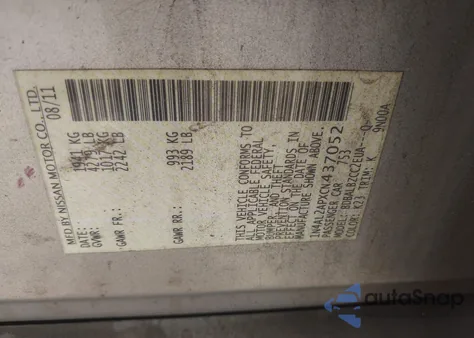 MFD BY NISSAN MOTOR CO., LTD.
DATE: 08/11
GVWR: 1941 KG
4279 LB
GAWR FR: 1017 KG
2242 LB
GAWR RR: 993 KG
2189 LB
THIS VEHICLE CONFORMS TO
ALL APPLICABLE FEDERAL
MOTOR VEHICLE SAFETY,
BUMPER, AND THEFT
PREVENTION STANDARDS
IN EFFECT ON THE DATE OF
MANUFACTURE SHOWN ABOVE.
PASSENGER CAR
COLOR: K23 TRIM: K
9N00A
autoSnap